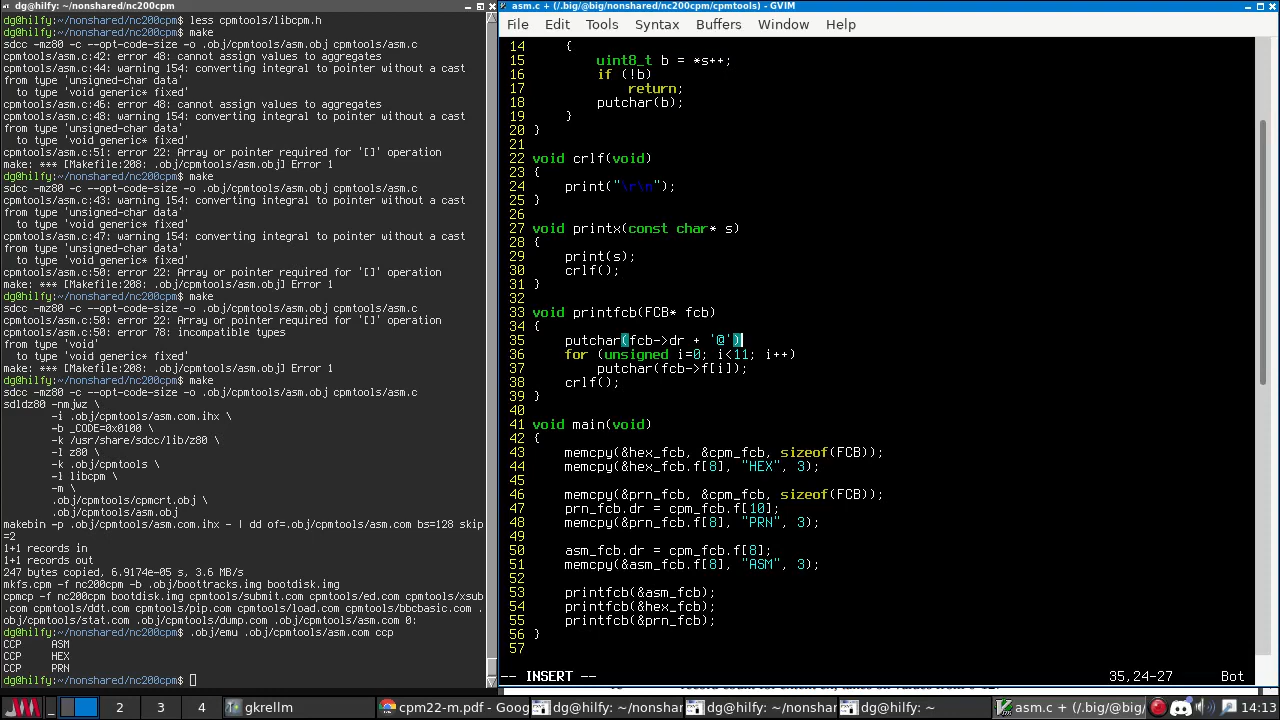 dg@hilfy: ~/nonshared/nc200cpm
dg@hilfy:~/nonshared/nc200cpm$ less cpmtools/libcpm.h
dg@hilfy:~/nonshared/nc200cpm$ make
sdcc -mz80 -c --opt-code-size -o .obj/cpmtools/asm.obj cpmtools/asm.c
cpmtools/asm.c:42: error 48: cannot assign values to aggregates
cpmtools/asm.c:44: warning 154: converting integral to pointer without a cast
from type 'unsigned-char data'
  to type 'void generic* fixed'
cpmtools/asm.c:46: error 48: cannot assign values to aggregates
cpmtools/asm.c:48: warning 154: converting integral to pointer without a cast
from type 'unsigned-char data'
  to type 'void generic* fixed'
cpmtools/asm.c:51: error 22: Array or pointer required for '[]' operation
make: *** [Makefile:208: .obj/cpmtools/asm.obj] Error 1
dg@hilfy:~/nonshared/nc200cpm$ make
sdcc -mz80 -c --opt-code-size -o .obj/cpmtools/asm.obj cpmtools/asm.c
cpmtools/asm.c:43: warning 154: converting integral to pointer without a cast
from type 'unsigned-char data'
  to type 'void generic* fixed'
cpmtools/asm.c:47: warning 154: converting integral to pointer without a cast
from type 'unsigned-char data'
  to type 'void generic* fixed'
cpmtools/asm.c:50: error 22: Array or pointer required for '[]' operation
make: *** [Makefile:208: .obj/cpmtools/asm.obj] Error 1
dg@hilfy:~/nonshared/nc200cpm$ make
sdcc -mz80 -c --opt-code-size -o .obj/cpmtools/asm.obj cpmtools/asm.c
cpmtools/asm.c:50: error 22: Array or pointer required for '[]' operation
cpmtools/asm.c:50: error 78: incompatible types
from type 'void'
  to type 'void generic* fixed'
make: *** [Makefile:208: .obj/cpmtools/asm.obj] Error 1
dg@hilfy:~/nonshared/nc200cpm$ make
sdcc -mz80 -c --opt-code-size -o .obj/cpmtools/asm.obj cpmtools/asm.c
sdldz80 -nmjwz \
        -i .obj/cpmtools/asm.com.ihx \
        -b _CODE=0x0100 \
        -k /usr/share/sdcc/lib/z80 \
        -l z80 \
        -k .obj/cpmtools \
        -l libcpm \
        -m \
        .obj/cpmtools/cpmcrt.obj \
        .obj/cpmtools/asm.obj
makebin -p .obj/cpmtools/asm.com.ihx - | dd of=.obj/cpmtools/asm.com bs=128 skip
=2
1+1 records in
1+1 records out
247 bytes copied, 6.9174e-05 s, 3.6 MB/s
mkfs.cpm -f nc200cpm -b .obj/boottracks.img bootdisk.img
cpmcp -f nc200cpm bootdisk.img cpmtools/submit.com cpmtools/ed.com cpmtools/xsub
.com cpmtools/ddt.com cpmtools/pip.com cpmtools/load.com cpmtools/bbcbasic.com .
obj/cpmtools/stat.com .obj/cpmtools/dump.com .obj/cpmtools/asm.com 0:
dg@hilfy:~/nonshared/nc200cpm$ .obj/emu .obj/cpmtools/asm.com ccp
CCP     ASM
CCP     HEX
CCP     PRN
dg@hilfy:~/nonshared/nc200cpm$
asm.c + (/.big/@big/nonshared/nc200cpm/cpmtools) - GVIM
File Edit Tools Syntax Buffers Window Help
14     {
15         uint8_t b = *s++;
16         if (!b)
17             return;
18         putchar(b);
19     }
20 }
21
22 void crlf(void)
23 {
24     print("\r\n");
25 }
26
27 void printx(const char* s)
28 {
29     print(s);
30     crlf();
31 }
32
33 void printfcb(FCB* fcb)
34 {
35     putchar(fcb->dr + '@')
36     for (unsigned i=0; i<11; i++)
37         putchar(fcb->f[i]);
38     crlf();
39 }
40
41 void main(void)
42 {
43     memcpy(&hex_fcb, &cpm_fcb, sizeof(FCB));
44     memcpy(&hex_fcb.f[8], "HEX", 3);
45
46     memcpy(&prn_fcb, &cpm_fcb, sizeof(FCB));
47     prn_fcb.dr = cpm_fcb.f[10];
48     memcpy(&prn_fcb.f[8], "PRN", 3);
49
50     asm_fcb.dr = cpm_fcb.f[8];
51     memcpy(&asm_fcb.f[8], "ASM", 3);
52
53     printfcb(&asm_fcb);
54     printfcb(&hex_fcb);
55     printfcb(&prn_fcb);
56 }
57
-- INSERT -- 35,24-27 Bot
2 3 4 gkrellm cpm22-m.pdf - Goog dg@hilfy: ~/nonshare dg@hilfy: ~/nonshare dg@hilfy: ~ asm.c + (/.big/@big/ 14:13